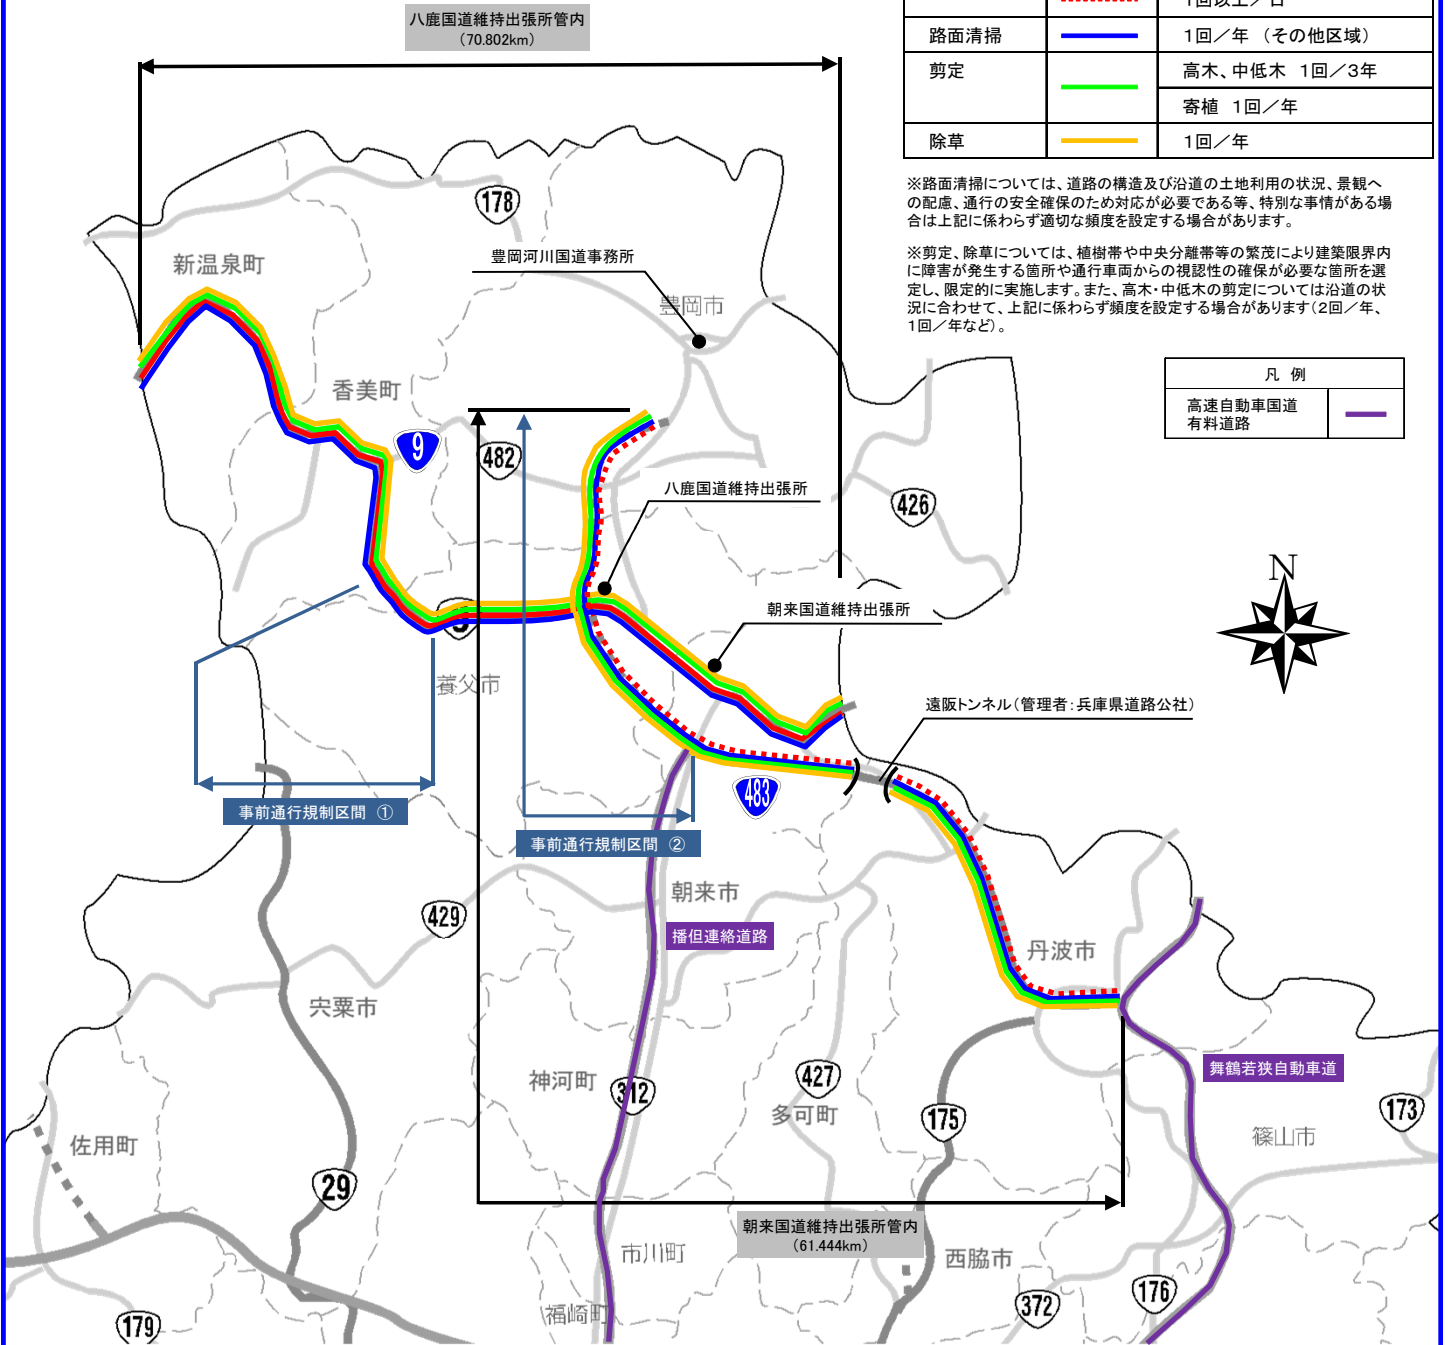 八鹿国道維持出張所管内
(70.802km)
路面清掃
1回/年 (その他区域)
剪定
高木、中低木 1回/3年
寄植 1回/年
除草
1回/年
※路面清掃については、道路の構造及び沿道の土地利用の状況、景観へ
の配慮、通行の安全確保のため対応が必要である等、特別な事情がある場
合は上記に係わらず適切な頻度を設定する場合があります。
※剪定、除草については、植樹帯や中央分離帯等の繁茂により建築限界内
に障害が発生する箇所や通行車両からの視認性の確保が必要な箇所を選
定し、限定的に実施します。また、高木・中低木の剪定については沿道の状
況に合わせて、上記に係わらず頻度を設定する場合があります(2回/年、
1回/年など)。
凡 例
高速自動車国道
有料道路
178
新温泉町
豊岡河川国道事務所
豊岡市
香美町
9
482
八鹿国道維持出張所
426
N
朝来国道維持出張所
養父市
遠阪トンネル(管理者:兵庫県道路公社)
483
事前通行規制区間 ①
事前通行規制区間 ②
朝来市
429
播但連絡道路
丹波市
宍粟市
神河町
312
427
多可町
175
舞鶴若狭自動車道
173
篠山市
佐用町
29
朝来国道維持出張所管内
(61.444km)
市川町
西脇市
176
372
福崎町
179